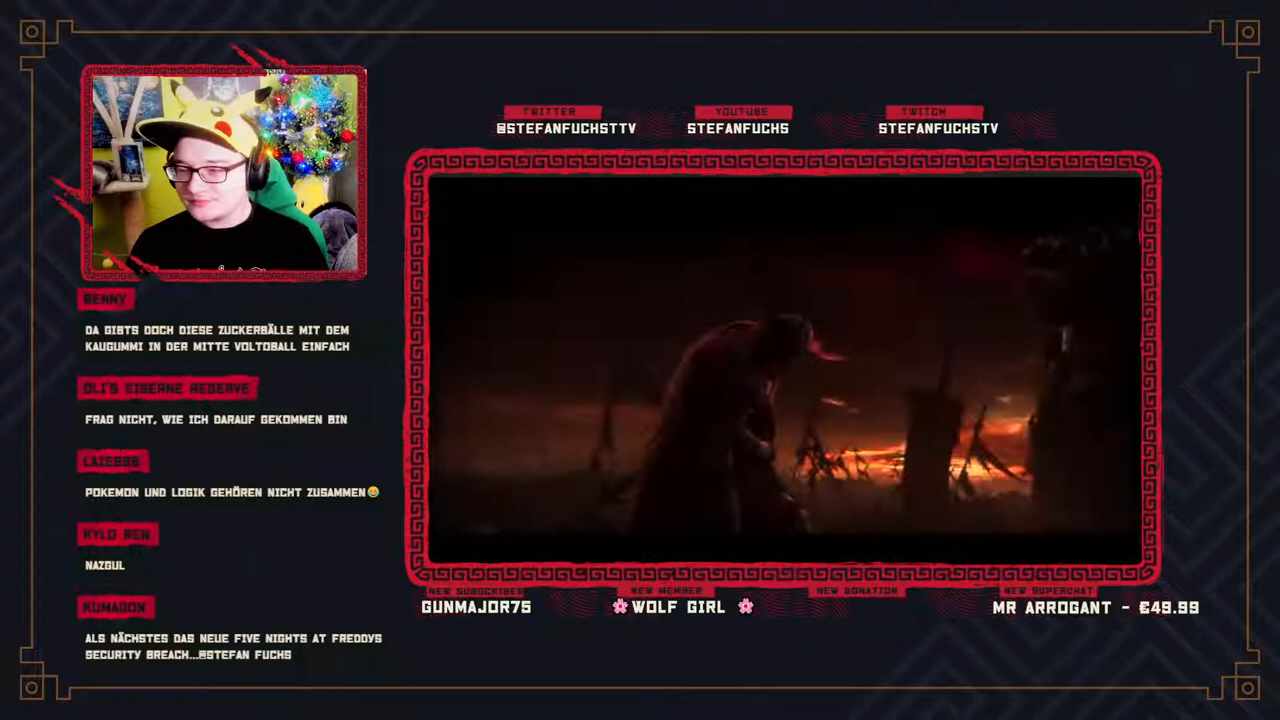 TWITTER
@STEFANFUCHSTTV
YOUTUBE
STEFANFUCHS
TWITCH
STEFANFUCHSTV
BENNY
DA GIBTS DOCH DIESE ZUCKERBÄLLE MIT DEM
KAUGUMMI IN DER MITTE VOLTOBALL EINFACH
OLI'S EISERNE RESERVE
FRAG NICHT, WIE ICH DARAUF GEKOMMEN BIN
POKEMON UND LOGIK GEHÖREN NICHT ZUSAMMEN😂
KYLO REN
NAZGUL
KUMAGON
ALS NÄCHSTES DAS NEUE FIVE NIGHTS AT FREDDYS
SECURITY BREACH...@STEFAN FUCHS
NEW SUBSCRIBER
GUNMAJOR75
NEW MEMBER
🌸WOLF GIRL 🌸
NEW DONATION
NEW SUPERCHAT
MR ARROGANT - €49.99